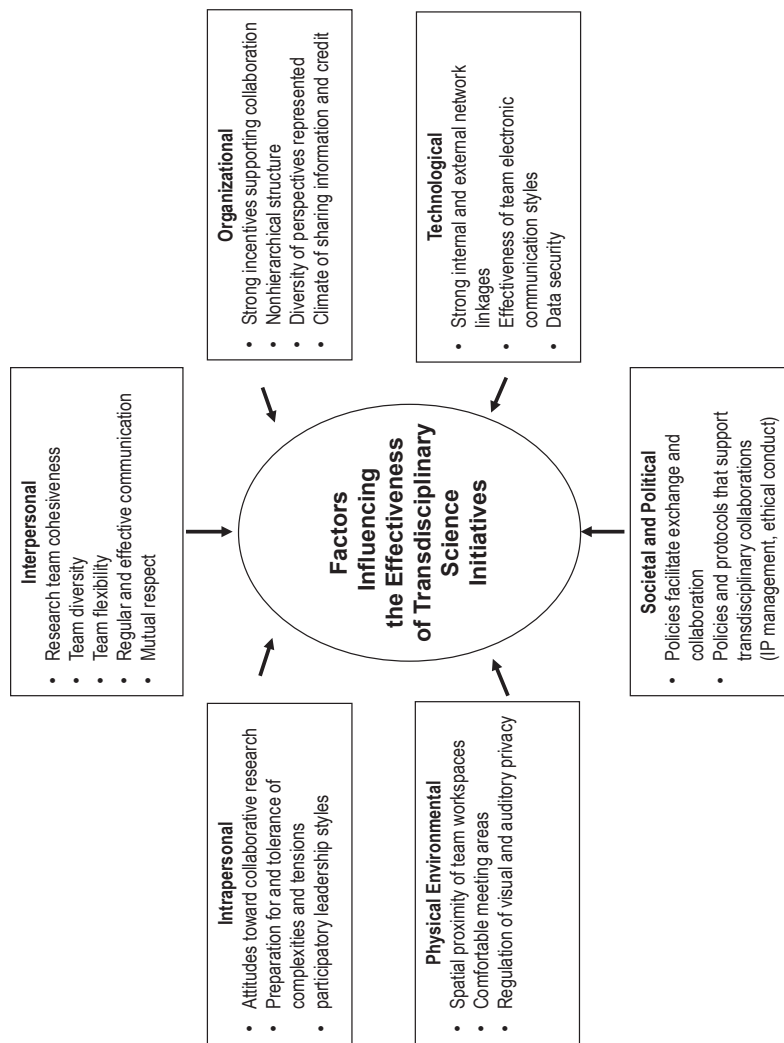 Interpersonal
• Research team cohesiveness
• Team diversity
• Team flexibility
• Regular and effective communication
• Mutual respect
Intrapersonal
• Attitudes toward collaborative research
• Preparation for and tolerance of
complexities and tensions
• participatory leadership styles
Organizational
• Strong incentives supporting collaboration
• Nonhierarchical structure
• Diversity of perspectives represented
• Climate of sharing information and credit
Factors
Influencing
the Effectiveness
of Transdisciplinary
Science
Initiatives
Physical Environmental
• Spatial proximity of team workspaces
• Comfortable meeting areas
• Regulation of visual and auditory privacy
Technological
• Strong internal and external network
linkages
• Effectiveness of team electronic
communication styles
• Data security
Societal and Political
• Policies facilitate exchange and
collaboration
• Policies and protocols that support
transdisciplinary collaborations
(IP management, ethical conduct)